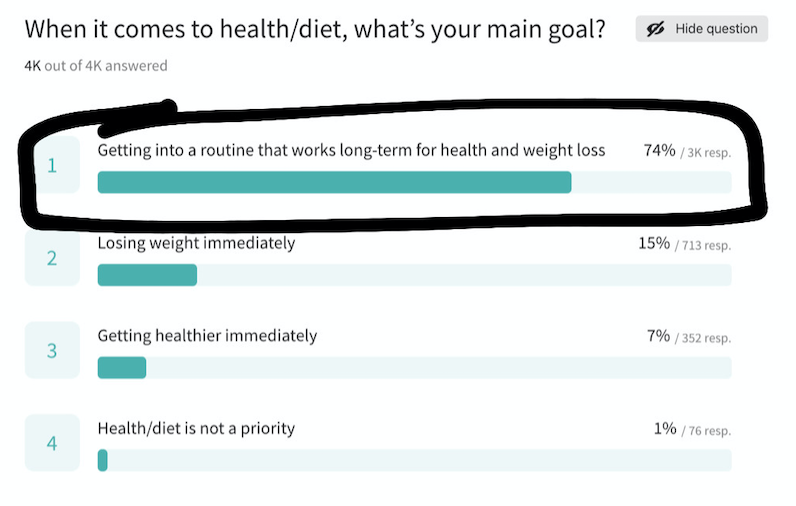 When it comes to health/diet, what’s your main goal?
Hide question
4K out of 4K answered
1
Getting into a routine that works long-term for health and weight loss
74% / 3K resp.
2
Losing weight immediately
15% / 713 resp.
3
Getting healthier immediately
7% / 352 resp.
4
Health/diet is not a priority
1% / 76 resp.